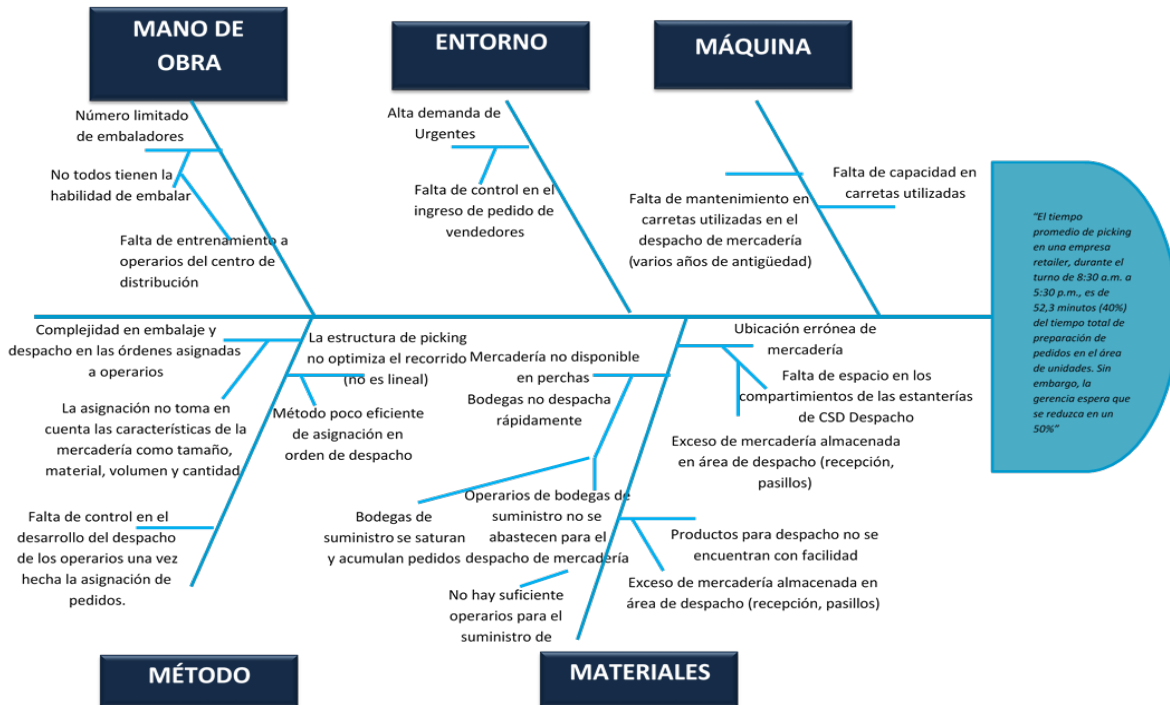 MANO DE
OBRA
ENTORNO
MÁQUINA
Número limitado
de embaladores
No todos tienen la
habilidad de embalar
Falta de entrenamiento a
operarios del centro de
distribución
Alta demanda de
Urgentes
Falta de control en el
ingreso de pedido de
vendedores
Falta de mantenimiento en
carretas utilizadas en el
despacho de mercadería
(varios años de antigüedad)
Falta de capacidad en
carretas utilizadas
"El tiempo
promedio de picking
en una empresa
retailer, durante el
turno de 8:30 a.m. a
5:30 p.m., es de
52,3 minutos (40%)
del tiempo total de
preparación de
pedidos en el área
de unidades. Sin
embargo, la
gerencia espera que
se reduzca en un
50%"
Complejidad en embalaje y
despacho en las órdenes asignadas
a operarios
La asignación no toma en
cuenta las características de la
mercadería como tamaño,
material, volumen y cantidad
Falta de control en el
desarrollo del despacho
de los operarios una vez
hecha la asignación de
pedidos.
La estructura de picking
no optimiza el recorrido
(no es lineal)
Método poco eficiente
de asignación en
orden de despacho
Mercadería no disponible
en perchas
Bodegas no despacha
rápidamente
Bodegas de
suministro se saturan
y acumulan pedidos
Operarios de bodegas de
suministro no se
abastecen para el
despacho de mercadería
No hay suficiente
operarios para el
suministro de
Ubicación errónea de
mercadería
Falta de espacio en los
compartimientos de las estanterías
de CSD Despacho
Exceso de mercadería almacenada
en área de despacho (recepción,
pasillos)
Productos para despacho no se
encuentran con facilidad
Exceso de mercadería almacenada en
área de despacho (recepción, pasillos)
MÉTODO
MATERIALES